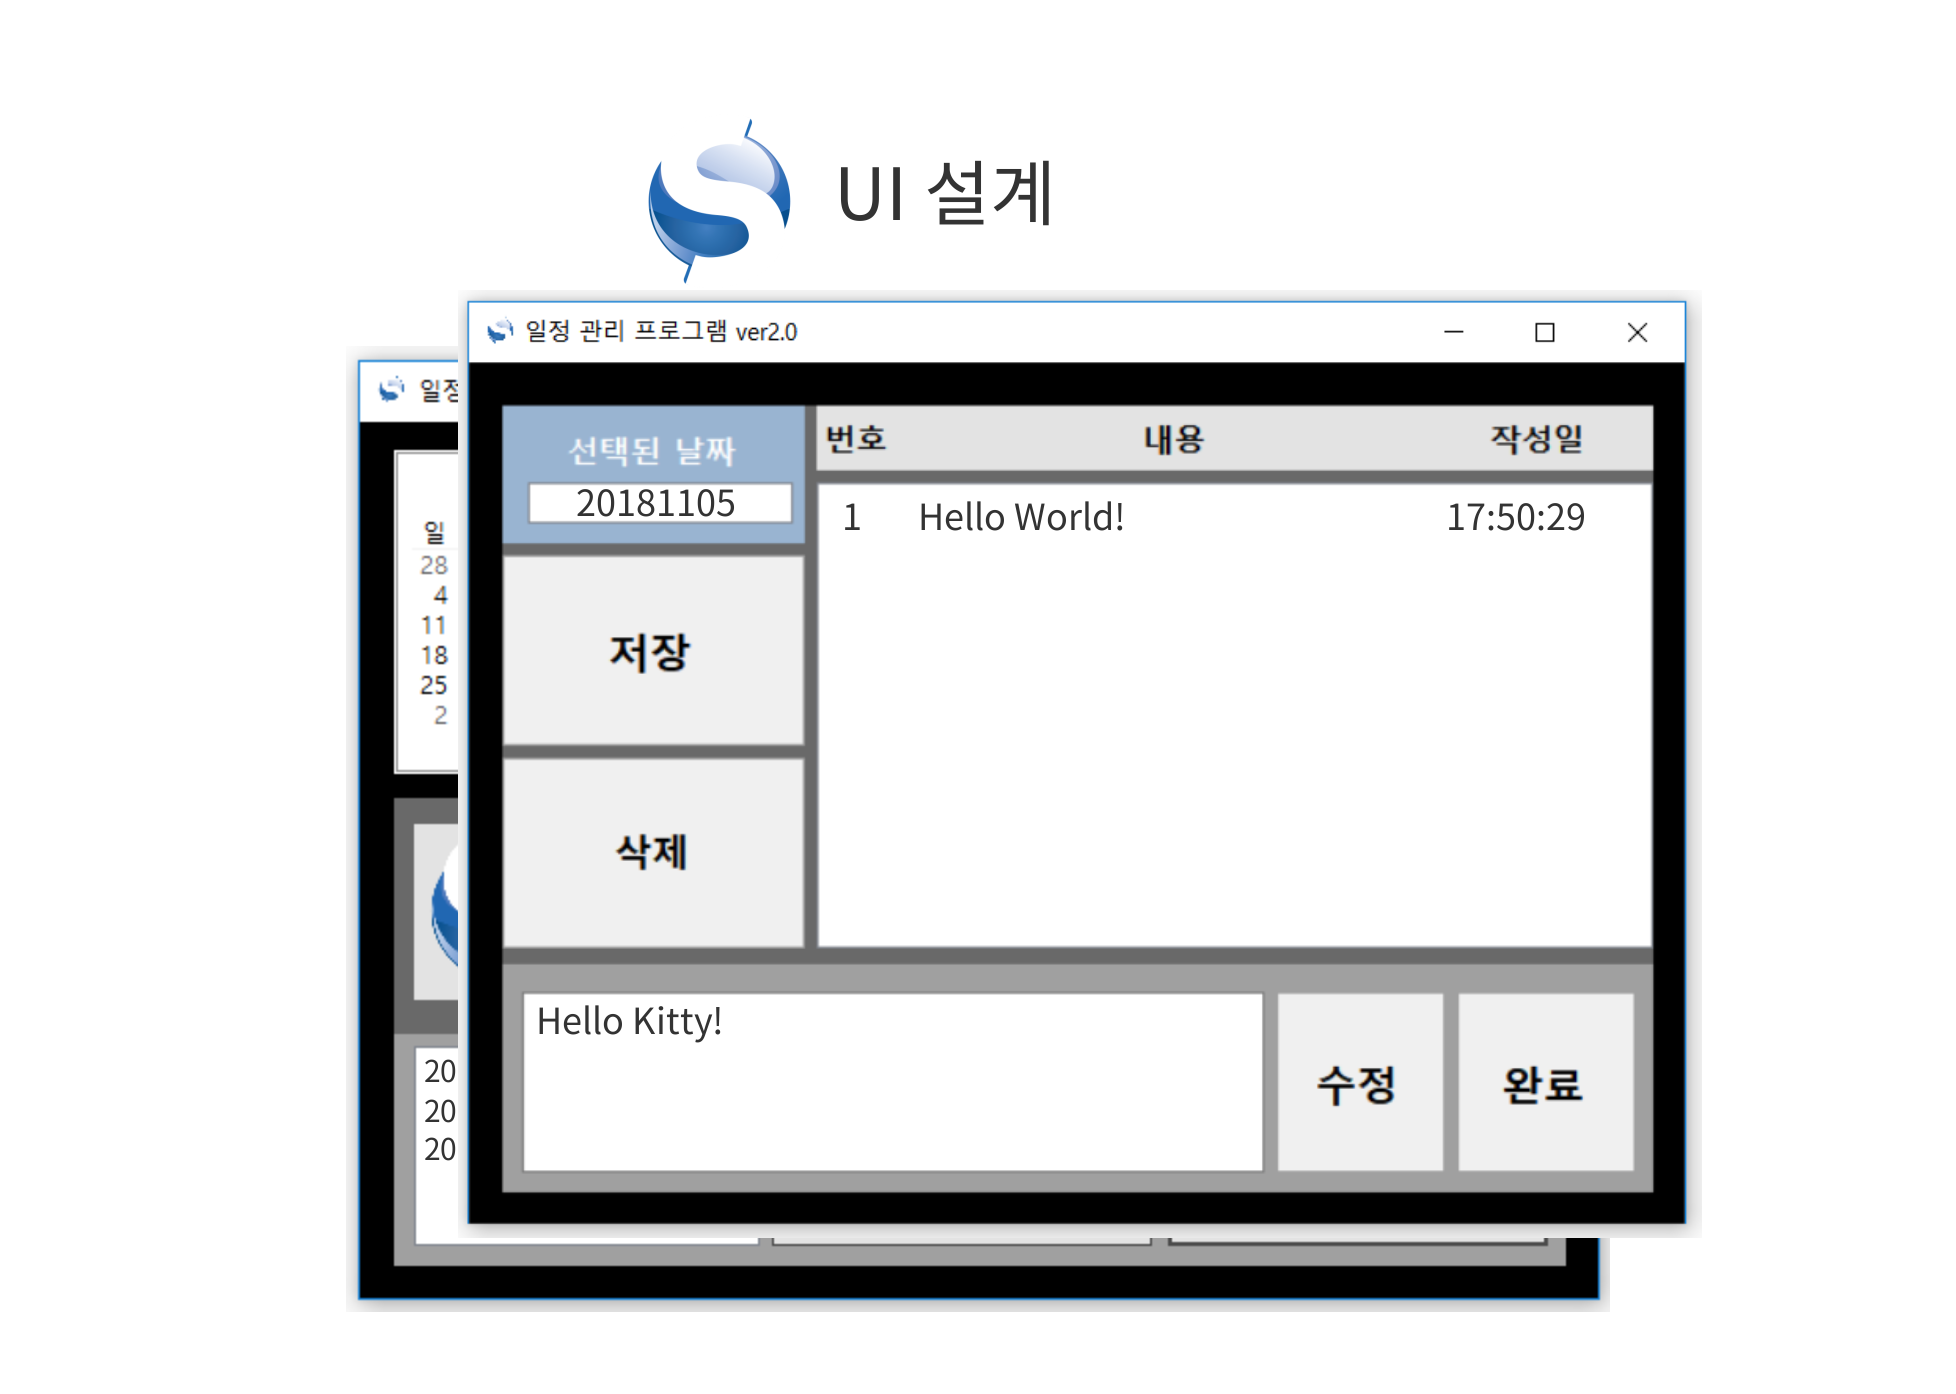 UI 설계
일정 관리 프로그램 ver2.0
선택된 날짜
20181105
번호 내용 작성일
1 Hello World! 17:50:29
저장
삭제
Hello Kitty!
수정
완료
일정
일
28
4
11
18
25
2
20
20
20